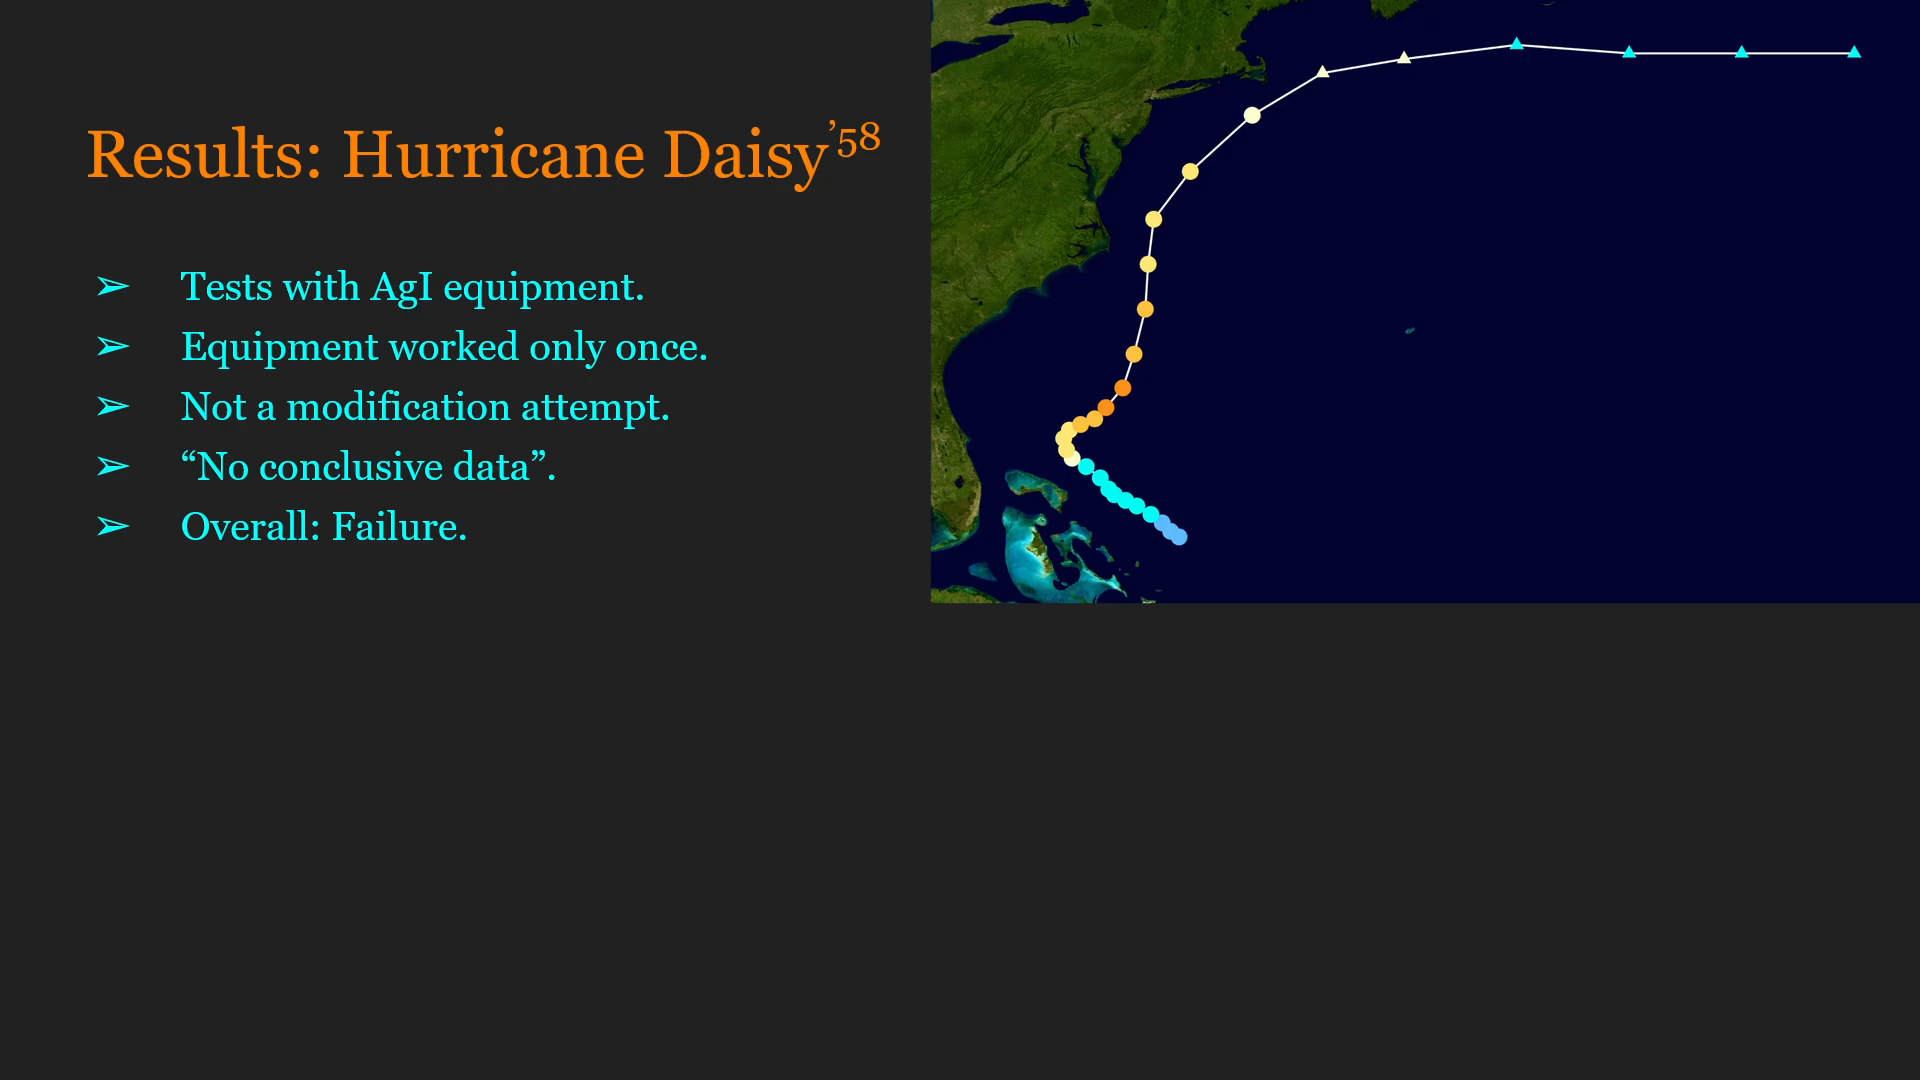 Results: Hurricane Daisy’58
➢ Tests with AgI equipment.
➢ Equipment worked only once.
➢ Not a modification attempt.
➢ “No conclusive data”.
➢ Overall: Failure.